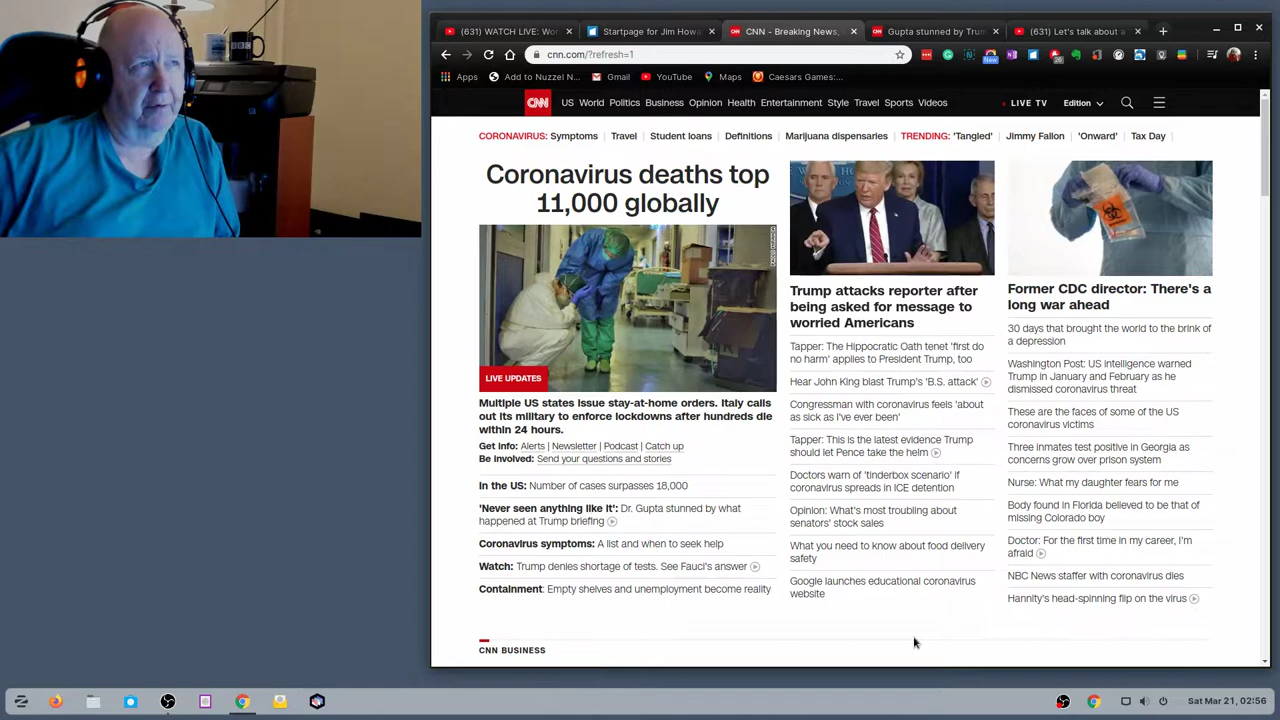 BBC
(631) WATCH LIVE: Wor
Startpage for Jim Howa
CNN - Breaking News,
Gupta stunned by Trum
(631) Let's talk about a
cnn.com/?refresh=1
New
Apps
Add to Nuzzel N...
Gmail
YouTube
Maps
Caesars Games:...
CNN
US World Politics Business Opinion Health Entertainment Style Travel Sports Videos
LIVE TV
Edition
CORONAVIRUS: Symptoms | Travel | Student loans | Definitions | Marijuana dispensaries | TRENDING: 'Tangled' | Jimmy Fallon | 'Onward' | Tax Day |
Coronavirus deaths top
11,000 globally
LIVE UPDATES
Multiple US states issue stay-at-home orders. Italy calls
out its military to enforce lockdowns after hundreds die
within 24 hours.
Get info: Alerts | Newsletter | Podcast | Catch up
Be involved: Send your questions and stories
In the US: Number of cases surpasses 18,000
'Never seen anything like it': Dr. Gupta stunned by what
happened at Trump briefing
Coronavirus symptoms: A list and when to seek help
Watch: Trump denies shortage of tests. See Fauci's answer
Containment: Empty shelves and unemployment become reality
Trump attacks reporter after
being asked for message to
worried Americans
Tapper: The Hippocratic Oath tenet 'first do
no harm' applies to President Trump, too
Hear John King blast Trump's 'B.S. attack'
Congressman with coronavirus feels 'about
as sick as I've ever been'
Tapper: This is the latest evidence Trump
should let Pence take the helm
Doctors warn of 'tinderbox scenario' if
coronavirus spreads in ICE detention
Opinion: What's most troubling about
senators' stock sales
What you need to know about food delivery
safety
Google launches educational coronavirus
website
Former CDC director: There's a
long war ahead
30 days that brought the world to the brink of
a depression
Washington Post: US intelligence warned
Trump in January and February as he
dismissed coronavirus threat
These are the faces of some of the US
coronavirus victims
Three inmates test positive in Georgia as
concerns grow over prison system
Nurse: What my daughter fears for me
Body found in Florida believed to be that of
missing Colorado boy
Doctor: For the first time in my career, I'm
afraid
NBC News staffer with coronavirus dies
Hannity's head-spinning flip on the virus
CNN BUSINESS
Sat Mar 21, 02:56